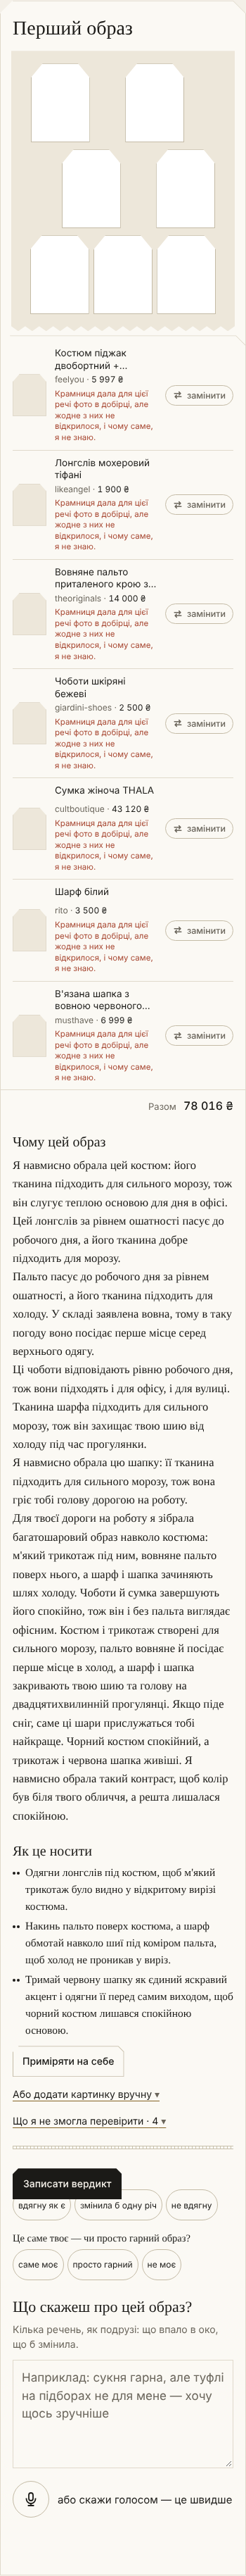 Перший образ
Костюм піджак
двобортний +...
feelyou · 5 997 ₴
Крамниця дала для цієї
речі фото в добірці, але
жодне з них не
відкрилося, і чому саме,
я не знаю.
⇄ замінити
Лонгслів мохеровий
тіфані
likeangel · 1 900 ₴
Крамниця дала для цієї
речі фото в добірці, але
жодне з них не
відкрилося, і чому саме,
я не знаю.
⇄ замінити
Вовняне пальто
приталеного крою з...
theoriginals · 14 000 ₴
Крамниця дала для цієї
речі фото в добірці, але
жодне з них не
відкрилося, і чому саме,
я не знаю.
⇄ замінити
Чоботи шкіряні
бежеві
giardini-shoes · 2 500 ₴
Крамниця дала для цієї
речі фото в добірці, але
жодне з них не
відкрилося, і чому саме,
я не знаю.
⇄ замінити
Сумка жіноча THALA
cultboutique · 43 120 ₴
Крамниця дала для цієї
речі фото в добірці, але
жодне з них не
відкрилося, і чому саме,
я не знаю.
⇄ замінити
Шарф білий
rito · 3 500 ₴
Крамниця дала для цієї
речі фото в добірці, але
жодне з них не
відкрилося, і чому саме,
я не знаю.
⇄ замінити
В'язана шапка з
вовною червоного...
musthave · 6 999 ₴
Крамниця дала для цієї
речі фото в добірці, але
жодне з них не
відкрилося, і чому саме,
я не знаю.
⇄ замінити
Разом 78 016 ₴
Чому цей образ
Я навмисно обрала цей костюм: його
тканина підходить для сильного морозу, тож
він слугує теплою основою для дня в офісі.
Цей лонгслів за рівнем ошатності пасує до
робочого дня, а його тканина добре
підходить для морозу.
Пальто пасує до робочого дня за рівнем
ошатності, а його тканина підходить для
холоду. У складі заявлена вовна, тому в таку
погоду воно посідає перше місце серед
верхнього одягу.
Ці чоботи відповідають рівню робочого дня,
тож вони підходять і для офісу, і для вулиці.
Тканина шарфа підходить для сильного
морозу, тож він захищає твою шию від
холоду під час прогулянки.
Я навмисно обрала цю шапку: її тканина
підходить для сильного морозу, тож вона
гріє тобі голову дорогою на роботу.
Для твоєї дороги на роботу я зібрала
багатошаровий образ навколо костюма:
м'який трикотаж під ним, вовняне пальто
поверх нього, а шарф і шапка зачиняють
шлях холоду. Чоботи й сумка завершують
його спокійно, тож він і без пальта виглядає
офісним. Костюм і трикотаж створені для
сильного морозу, пальто вовняне й посідає
перше місце в холод, а шарф і шапка
закривають твою шию та голову на
двадцятихвилинній прогулянці. Якщо піде
сніг, саме ці шари прислужаться тобі
найкраще. Чорний костюм спокійний, а
трикотаж і червона шапка живіші. Я
навмисно обрала такий контраст, щоб колір
був біля твого обличчя, а решта лишалася
спокійною.
Як це носити
Одягни лонгслів під костюм, щоб м'який
трикотаж було видно у відкритому вирізі
костюма.
Накинь пальто поверх костюма, а шарф
обмотай навколо шиї під коміром пальта,
щоб холод не проникав у виріз.
Тримай червону шапку як єдиний яскравий
акцент і одягни її перед самим виходом, щоб
чорний костюм лишився спокійною
основою.
Приміряти на себе
Або додати картинку вручну ▾
Що я не змогла перевірити · 4 ▾
Записати вердикт
вдягну як є
змінила б одну річ
не вдягну
Це саме твоє — чи просто гарний образ?
саме моє
просто гарний
не моє
Що скажеш про цей образ?
Кілька речень, як подрузі: що впало в око,
що б змінила.
Наприклад: сукня гарна, але туфлі
на підборах не для мене — хочу
щось зручніше
або скажи голосом — це швидше